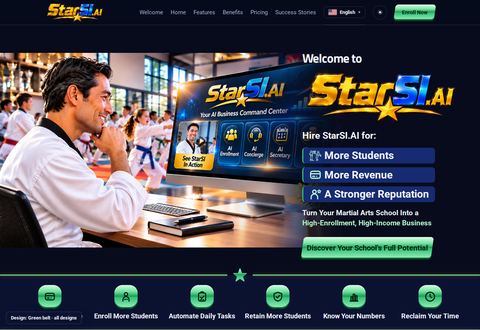 StarSI.AI
Welcome
Home
Features
Benefits
Pricing
Success Stories
English
Enroll Now
StarSI.AI
Your AI Business Command Center
See StarSI
In Action
AI
Enrollment
AI
Concierge
AI
Secretary
Welcome to
StarSI.AI
Hire StarSI.AI for:
More Students
More Revenue
A Stronger Reputation
Turn Your Martial Arts School Into a
High-Enrollment, High-Income Business
Discover Your School's Full Potential
Enroll More Students
Automate Daily Tasks
Retain More Students
Know Your Numbers
Reclaim Your Time
Design: Green belt · all designs